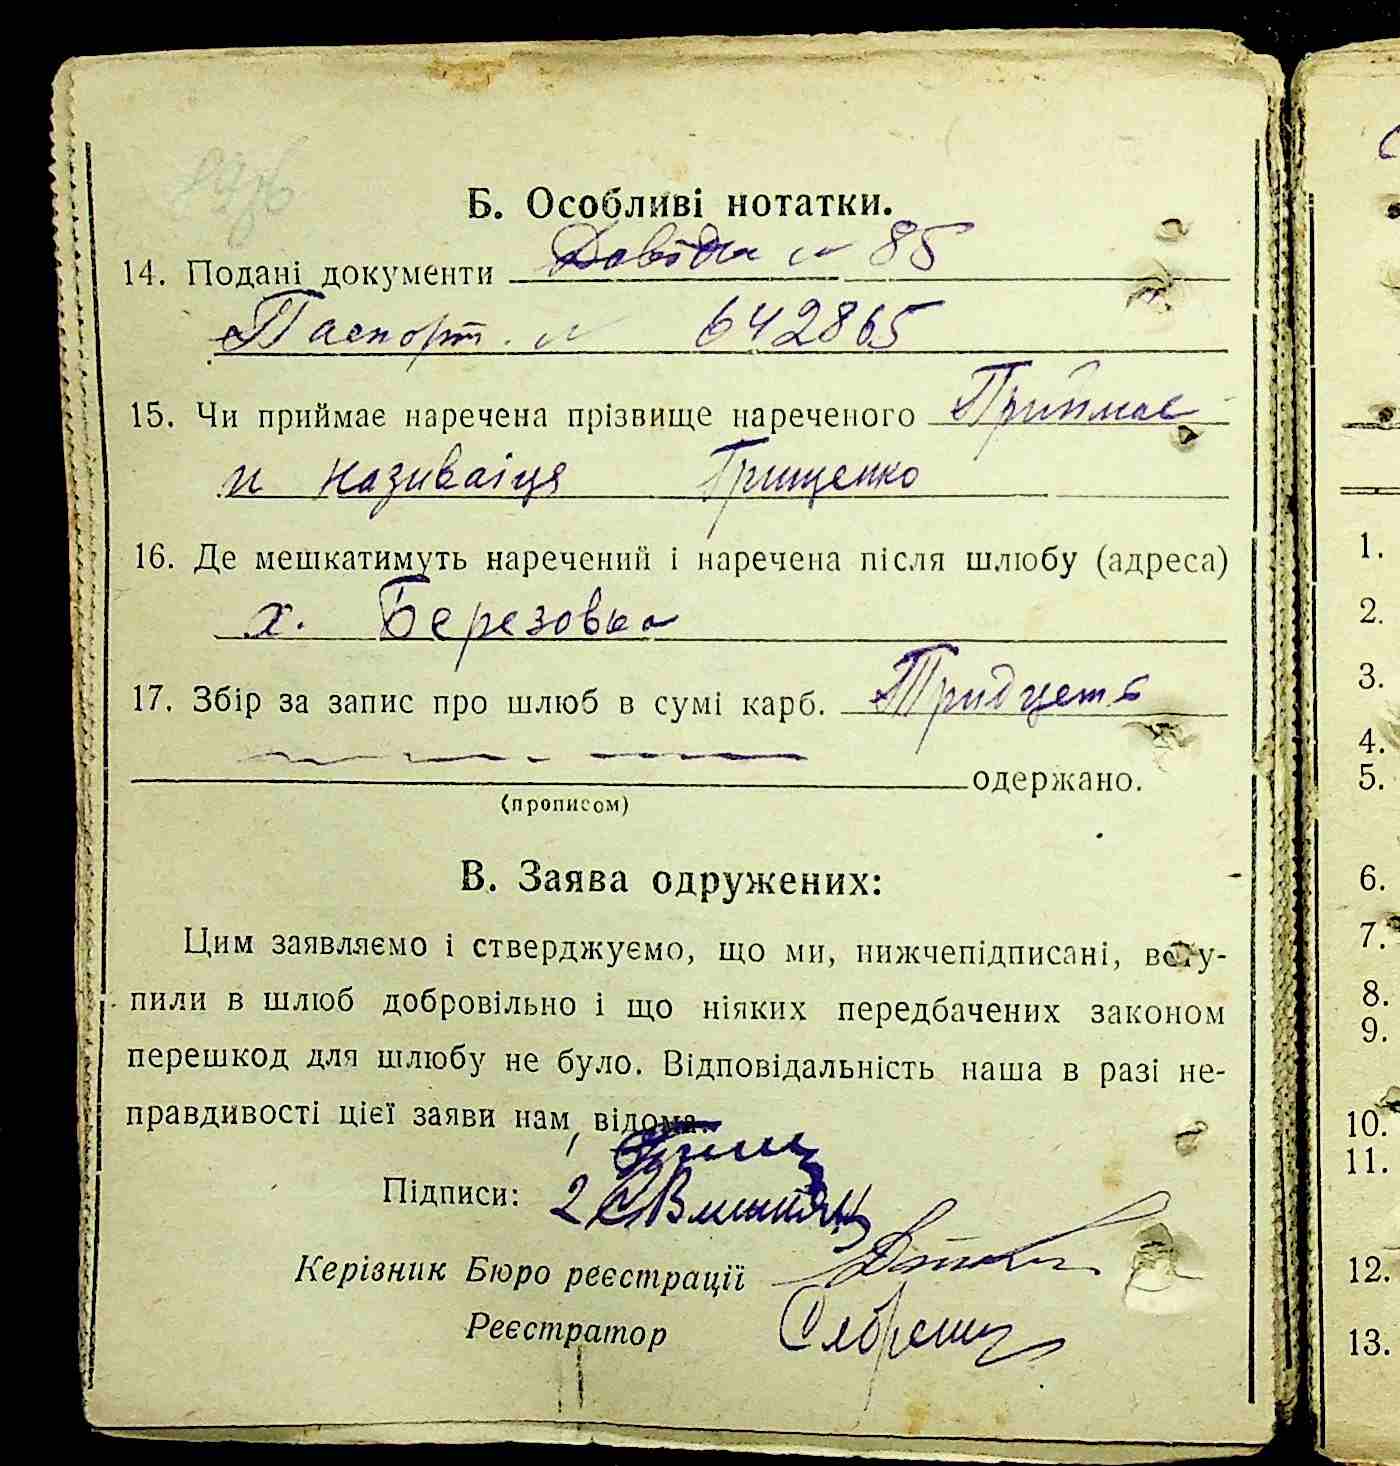 Б. Особливі нотатки.
14. Подані документи Довідка № 85
Паспорт № 642865
15. Чи приймає наречена прізвище нареченого Приймае
и називаіця Грищенко
16. Де мешкатимуть наречений і наречена після шлюбу (адреса)
х. Березовка
17. Збір за запис про шлюб в сумі карб. Тридцеть
одержано.
(прописом)
В. Заява одружених:
Цим заявляємо і стверджуємо, що ми, нижчепідписані, всту-
пили в шлюб добровільно і що ніяких передбачених законом
перешкод для шлюбу не було. Відповідальність наша в разі не-
правдивості цієї заяви нам відома.
Підписи: 2
Керізник Бюро реєстрації
Реєстратор
1.
2.
3.
4.
5.
6.
7.
8.
9.
10.
11.
12.
13.